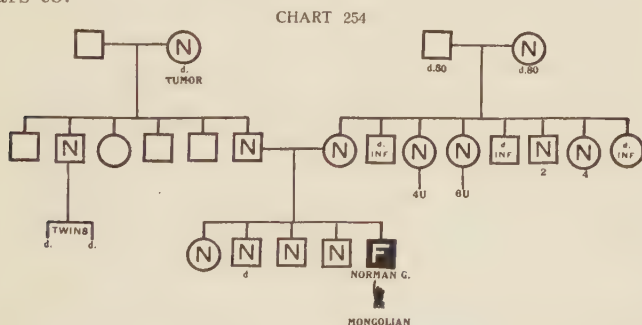 CHART 254
N
N
d.
TUMOR
d.80
d.80
N
N
N
d.
INF
N
N
d
INF
N
N
d.
INF
4U
6U
2
4
d. TWINS d.
N
N
N
N
F
d
NORMAN G.
MONGOLIAN